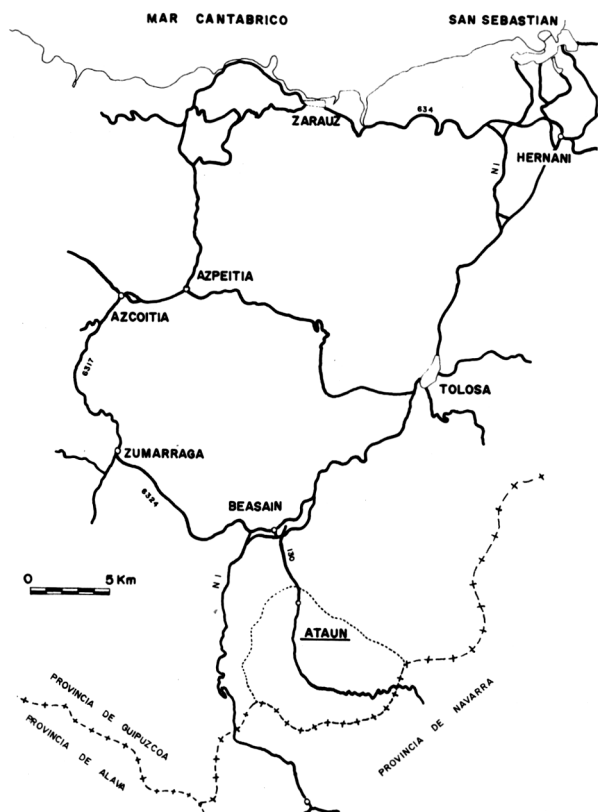 MAR CANTABRICO
SAN SEBASTIAN
ZARAUZ
634
HERNANI
N I
AZPEITIA
AZCOITIA
6317
TOLOSA
ZUMARRAGA
6324
BEASAIN
130
N I
0 5 Km
ATAUN
PROVINCIA DE GUIPUZCOA
PROVINCIA DE ALAVA
PROVINCIA DE NAVARRA